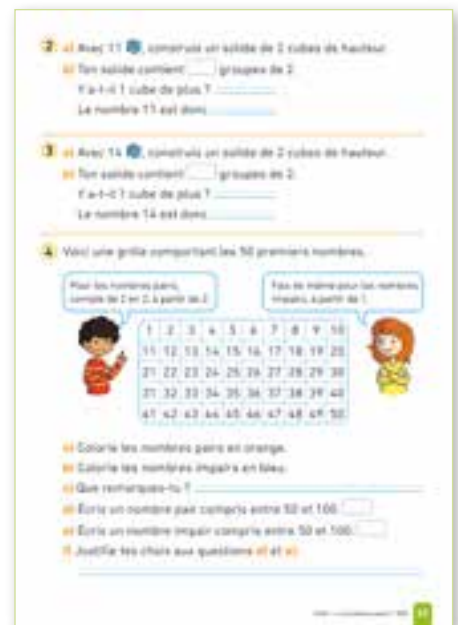 2 a) Avec 11 , construis un solide de 2 cubes de hauteur.
b) Ton solide contient groupes de 2.
Y a-t-il 1 cube de plus ?
Le nombre 11 est donc
3 a) Avec 14 , construis un solide de 2 cubes de hauteur.
b) Ton solide contient groupes de 2.
Y a-t-il 1 cube de plus ?
Le nombre 14 est donc
4 Voici une grille comportant les 50 premiers nombres.
Pour les nombres pairs,
compte de 2 en 2, à partir de 2.
Fais de même pour les nombres
impairs, à partir de 1.
1 2 3 4 5 6 7 8 9 10
11 12 13 14 15 16 17 18 19 20
21 22 23 24 25 26 27 28 29 30
31 32 33 34 35 36 37 38 39 40
41 42 43 44 45 46 47 48 49 50
a) Colorie les nombres pairs en orange.
b) Colorie les nombres impairs en bleu.
c) Que remarques-tu ?
d) Écris un nombre pair compris entre 50 et 100.
e) Écris un nombre impair compris entre 50 et 100.
f) Justifie tes choix aux questions d) et e).